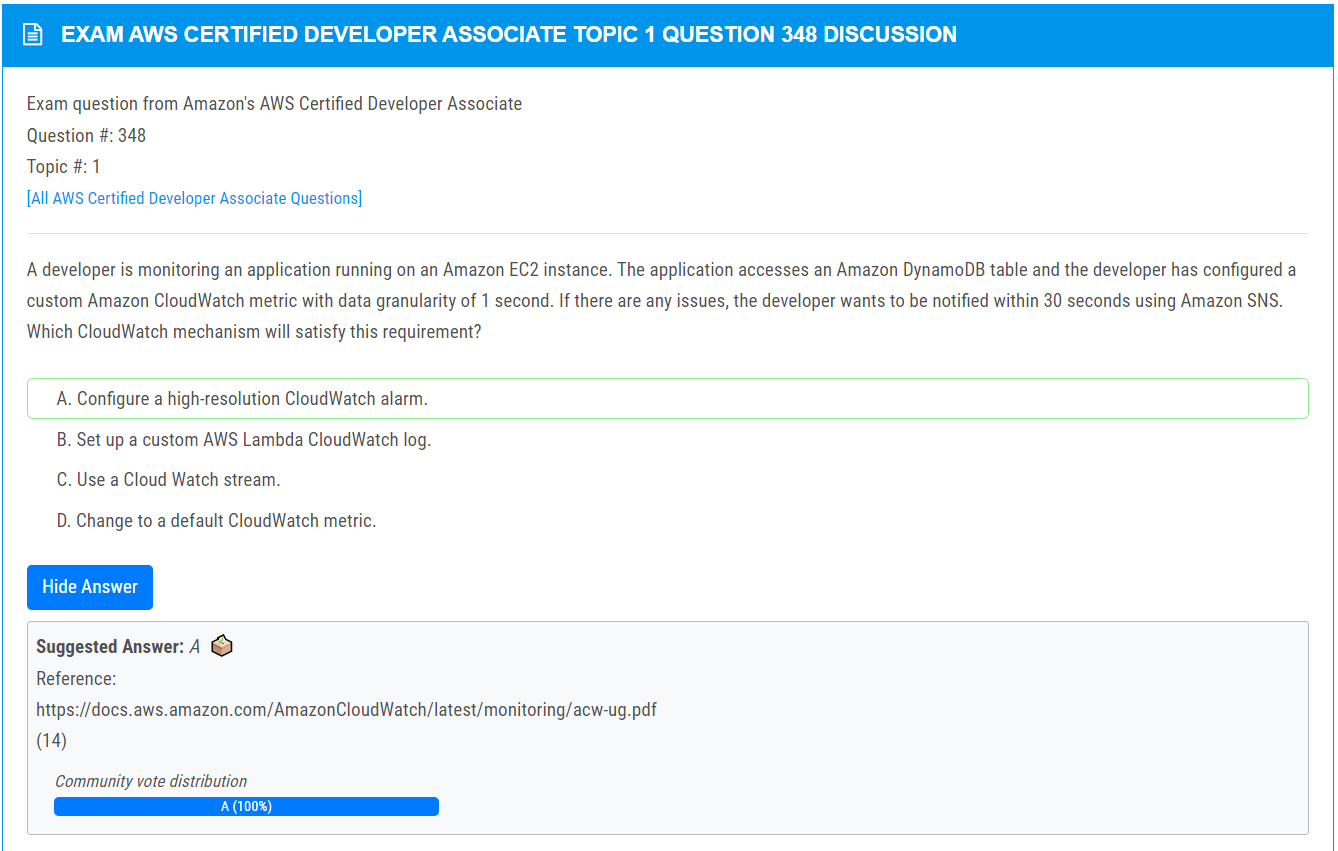 EXAM AWS CERTIFIED DEVELOPER ASSOCIATE TOPIC 1 QUESTION 348 DISCUSSION
Exam question from Amazon's AWS Certified Developer Associate
Question #: 348
Topic #: 1
[All AWS Certified Developer Associate Questions]
A developer is monitoring an application running on an Amazon EC2 instance. The application accesses an Amazon DynamoDB table and the developer has configured a
custom Amazon CloudWatch metric with data granularity of 1 second. If there are any issues, the developer wants to be notified within 30 seconds using Amazon SNS.
Which CloudWatch mechanism will satisfy this requirement?
A. Configure a high-resolution CloudWatch alarm.
B. Set up a custom AWS Lambda CloudWatch log.
C. Use a Cloud Watch stream.
D. Change to a default CloudWatch metric.
Hide Answer
Suggested Answer: A
Reference:
https://docs.aws.amazon.com/AmazonCloudWatch/latest/monitoring/acw-ug.pdf
(14)
Community vote distribution
A (100%)